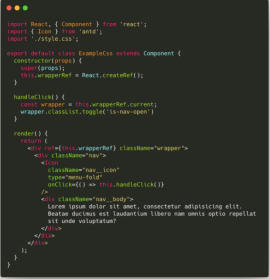 import React, { Component } from 'react';
import { Icon } from 'antd';
import './style.css';
export default class ExampleCss extends Component {
constructor(props) {
super(props);
this.wrapperRef = React.createRef();
}
handleClick() {
const wrapper = this.wrapperRef.current;
wrapper.classList.toggle('is-nav-open')
}
render() {
return (
<div ref={this.wrapperRef} className="wrapper">
<div className="nav">
<Icon
className="nav__icon"
type="menu-fold"
onClick={() => this.handleClick()}
/>
<div className="nav__body">
Lorem ipsum dolor sit amet, consectetur adipisicing elit.
Beatae ducimus est laudantium libero nam omnis optio repellat
sit unde voluptatum?
</div>
</div>
</div>
);
}
}